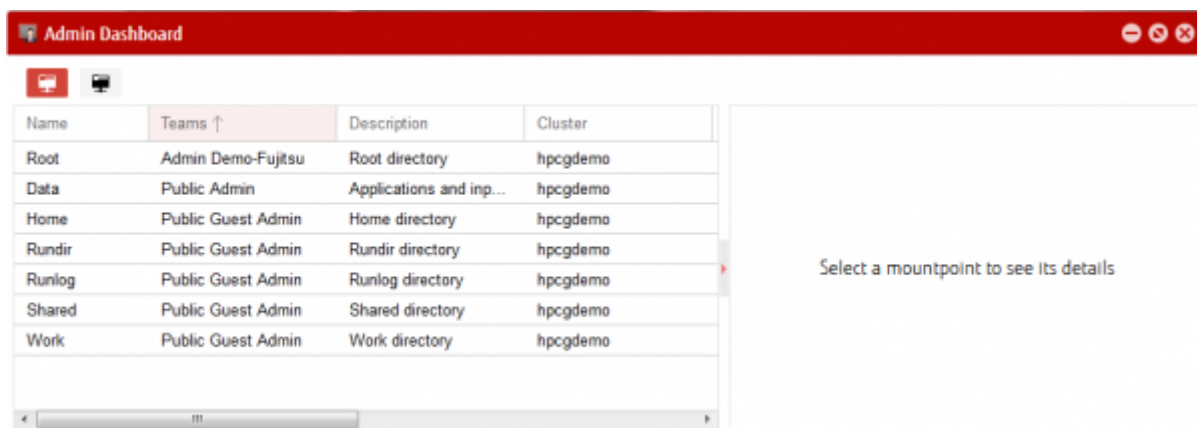 Admin Dashboard
Name Teams ↑ Description Cluster
Root Admin Demo-Fujitsu Root directory hpcgdemo
Data Public Admin Applications and inp... hpcgdemo
Home Public Guest Admin Home directory hpcgdemo
Rundir Public Guest Admin Rundir directory hpcgdemo
Runlog Public Guest Admin Runlog directory hpcgdemo
Shared Public Guest Admin Shared directory hpcgdemo
Work Public Guest Admin Work directory hpcgdemo
Select a mountpoint to see its details